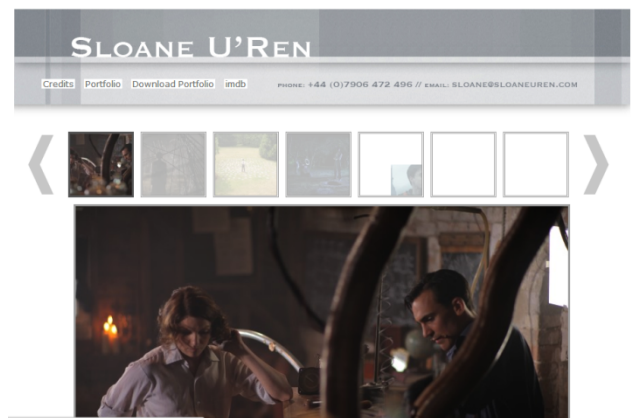 SLOANE U'REN
Credits Portfolio Download Portfolio imdb PHONE: +44 (0)7906 472 496 // EMAIL: SLOANE@SLOANEUREN.COM